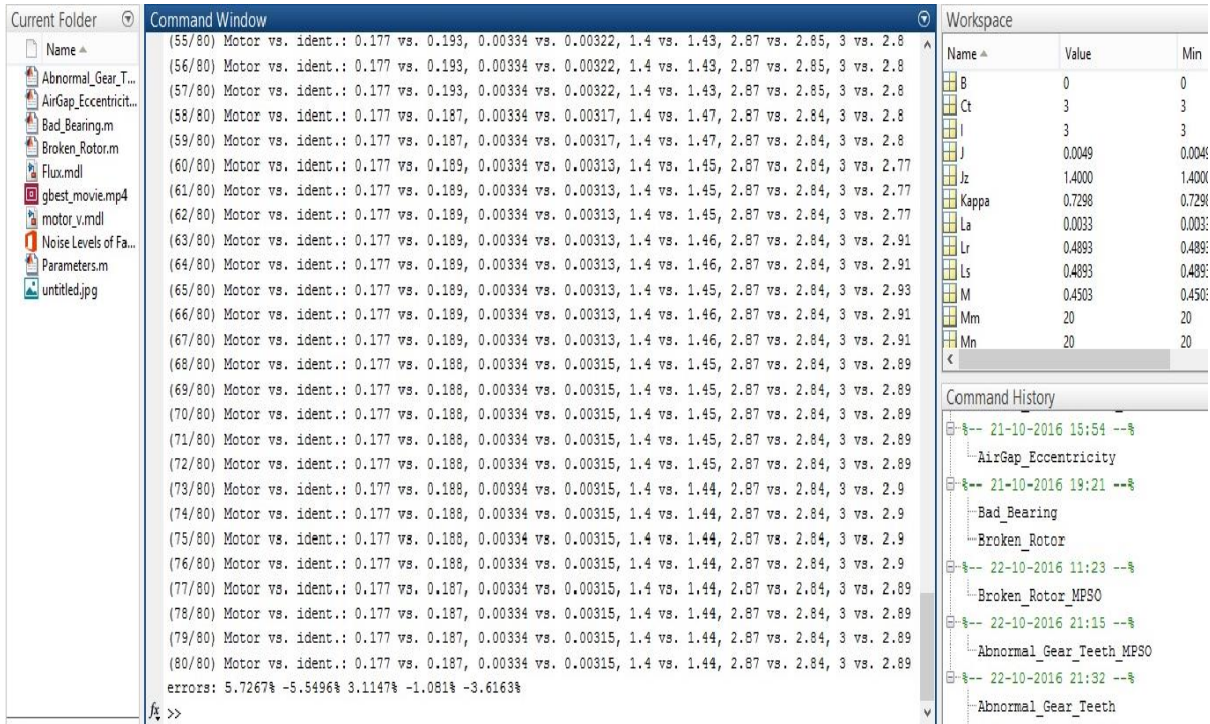 Current Folder
Name
Abnormal_Gear_T...
AirGap_Eccentricit...
Bad_Bearing.m
Broken_Rotor.m
Flux.mdl
gbest_movie.mp4
motor_v.mdl
Noise Levels of Fa...
Parameters.m
untitled.jpg
Command Window
(55/80) Motor vs. ident.: 0.177 vs. 0.193, 0.00334 vs. 0.00322, 1.4 vs. 1.43, 2.87 vs. 2.85, 3 vs. 2.8
(56/80) Motor vs. ident.: 0.177 vs. 0.193, 0.00334 vs. 0.00322, 1.4 vs. 1.43, 2.87 vs. 2.85, 3 vs. 2.8
(57/80) Motor vs. ident.: 0.177 vs. 0.193, 0.00334 vs. 0.00322, 1.4 vs. 1.43, 2.87 vs. 2.85, 3 vs. 2.8
(58/80) Motor vs. ident.: 0.177 vs. 0.187, 0.00334 vs. 0.00317, 1.4 vs. 1.47, 2.87 vs. 2.84, 3 vs. 2.8
(59/80) Motor vs. ident.: 0.177 vs. 0.187, 0.00334 vs. 0.00317, 1.4 vs. 1.47, 2.87 vs. 2.84, 3 vs. 2.8
(60/80) Motor vs. ident.: 0.177 vs. 0.189, 0.00334 vs. 0.00313, 1.4 vs. 1.45, 2.87 vs. 2.84, 3 vs. 2.77
(61/80) Motor vs. ident.: 0.177 vs. 0.189, 0.00334 vs. 0.00313, 1.4 vs. 1.45, 2.87 vs. 2.84, 3 vs. 2.77
(62/80) Motor vs. ident.: 0.177 vs. 0.189, 0.00334 vs. 0.00313, 1.4 vs. 1.45, 2.87 vs. 2.84, 3 vs. 2.77
(63/80) Motor vs. ident.: 0.177 vs. 0.189, 0.00334 vs. 0.00313, 1.4 vs. 1.46, 2.87 vs. 2.84, 3 vs. 2.91
(64/80) Motor vs. ident.: 0.177 vs. 0.189, 0.00334 vs. 0.00313, 1.4 vs. 1.46, 2.87 vs. 2.84, 3 vs. 2.91
(65/80) Motor vs. ident.: 0.177 vs. 0.189, 0.00334 vs. 0.00313, 1.4 vs. 1.45, 2.87 vs. 2.84, 3 vs. 2.93
(66/80) Motor vs. ident.: 0.177 vs. 0.189, 0.00334 vs. 0.00313, 1.4 vs. 1.46, 2.87 vs. 2.84, 3 vs. 2.91
(67/80) Motor vs. ident.: 0.177 vs. 0.189, 0.00334 vs. 0.00313, 1.4 vs. 1.46, 2.87 vs. 2.84, 3 vs. 2.91
(68/80) Motor vs. ident.: 0.177 vs. 0.188, 0.00334 vs. 0.00315, 1.4 vs. 1.45, 2.87 vs. 2.84, 3 vs. 2.89
(69/80) Motor vs. ident.: 0.177 vs. 0.188, 0.00334 vs. 0.00315, 1.4 vs. 1.45, 2.87 vs. 2.84, 3 vs. 2.89
(70/80) Motor vs. ident.: 0.177 vs. 0.188, 0.00334 vs. 0.00315, 1.4 vs. 1.45, 2.87 vs. 2.84, 3 vs. 2.89
(71/80) Motor vs. ident.: 0.177 vs. 0.188, 0.00334 vs. 0.00315, 1.4 vs. 1.45, 2.87 vs. 2.84, 3 vs. 2.89
(72/80) Motor vs. ident.: 0.177 vs. 0.188, 0.00334 vs. 0.00315, 1.4 vs. 1.45, 2.87 vs. 2.84, 3 vs. 2.89
(73/80) Motor vs. ident.: 0.177 vs. 0.188, 0.00334 vs. 0.00315, 1.4 vs. 1.44, 2.87 vs. 2.84, 3 vs. 2.9
(74/80) Motor vs. ident.: 0.177 vs. 0.188, 0.00334 vs. 0.00315, 1.4 vs. 1.44, 2.87 vs. 2.84, 3 vs. 2.9
(75/80) Motor vs. ident.: 0.177 vs. 0.188, 0.00334 vs. 0.00315, 1.4 vs. 1.44, 2.87 vs. 2.84, 3 vs. 2.9
(76/80) Motor vs. ident.: 0.177 vs. 0.188, 0.00334 vs. 0.00315, 1.4 vs. 1.44, 2.87 vs. 2.84, 3 vs. 2.9
(77/80) Motor vs. ident.: 0.177 vs. 0.187, 0.00334 vs. 0.00315, 1.4 vs. 1.44, 2.87 vs. 2.84, 3 vs. 2.89
(78/80) Motor vs. ident.: 0.177 vs. 0.187, 0.00334 vs. 0.00315, 1.4 vs. 1.44, 2.87 vs. 2.84, 3 vs. 2.89
(79/80) Motor vs. ident.: 0.177 vs. 0.187, 0.00334 vs. 0.00315, 1.4 vs. 1.44, 2.87 vs. 2.84, 3 vs. 2.89
(80/80) Motor vs. ident.: 0.177 vs. 0.187, 0.00334 vs. 0.00315, 1.4 vs. 1.44, 2.87 vs. 2.84, 3 vs. 2.89
errors: 5.7267% -5.5496% 3.1147% -1.081% -3.6163%
fx >>
Workspace
Name Value Min
B 0 0
Ct 3 3
I 3 3
J 0.0049 0.0049
Jz 1.4000 1.4000
Kappa 0.7298 0.7298
La 0.0033 0.0033
Lr 0.4893 0.4893
Ls 0.4893 0.4893
M 0.4503 0.4503
Mm 20 20
Mn 20 20
Command History
%-- 21-10-2016 15:54 --%
AirGap_Eccentricity
%-- 21-10-2016 19:21 --%
Bad_Bearing
Broken_Rotor
%-- 22-10-2016 11:23 --%
Broken_Rotor_MPSO
%-- 22-10-2016 21:15 --%
Abnormal_Gear_Teeth_MPSO
%-- 22-10-2016 21:32 --%
Abnormal_Gear_Teeth